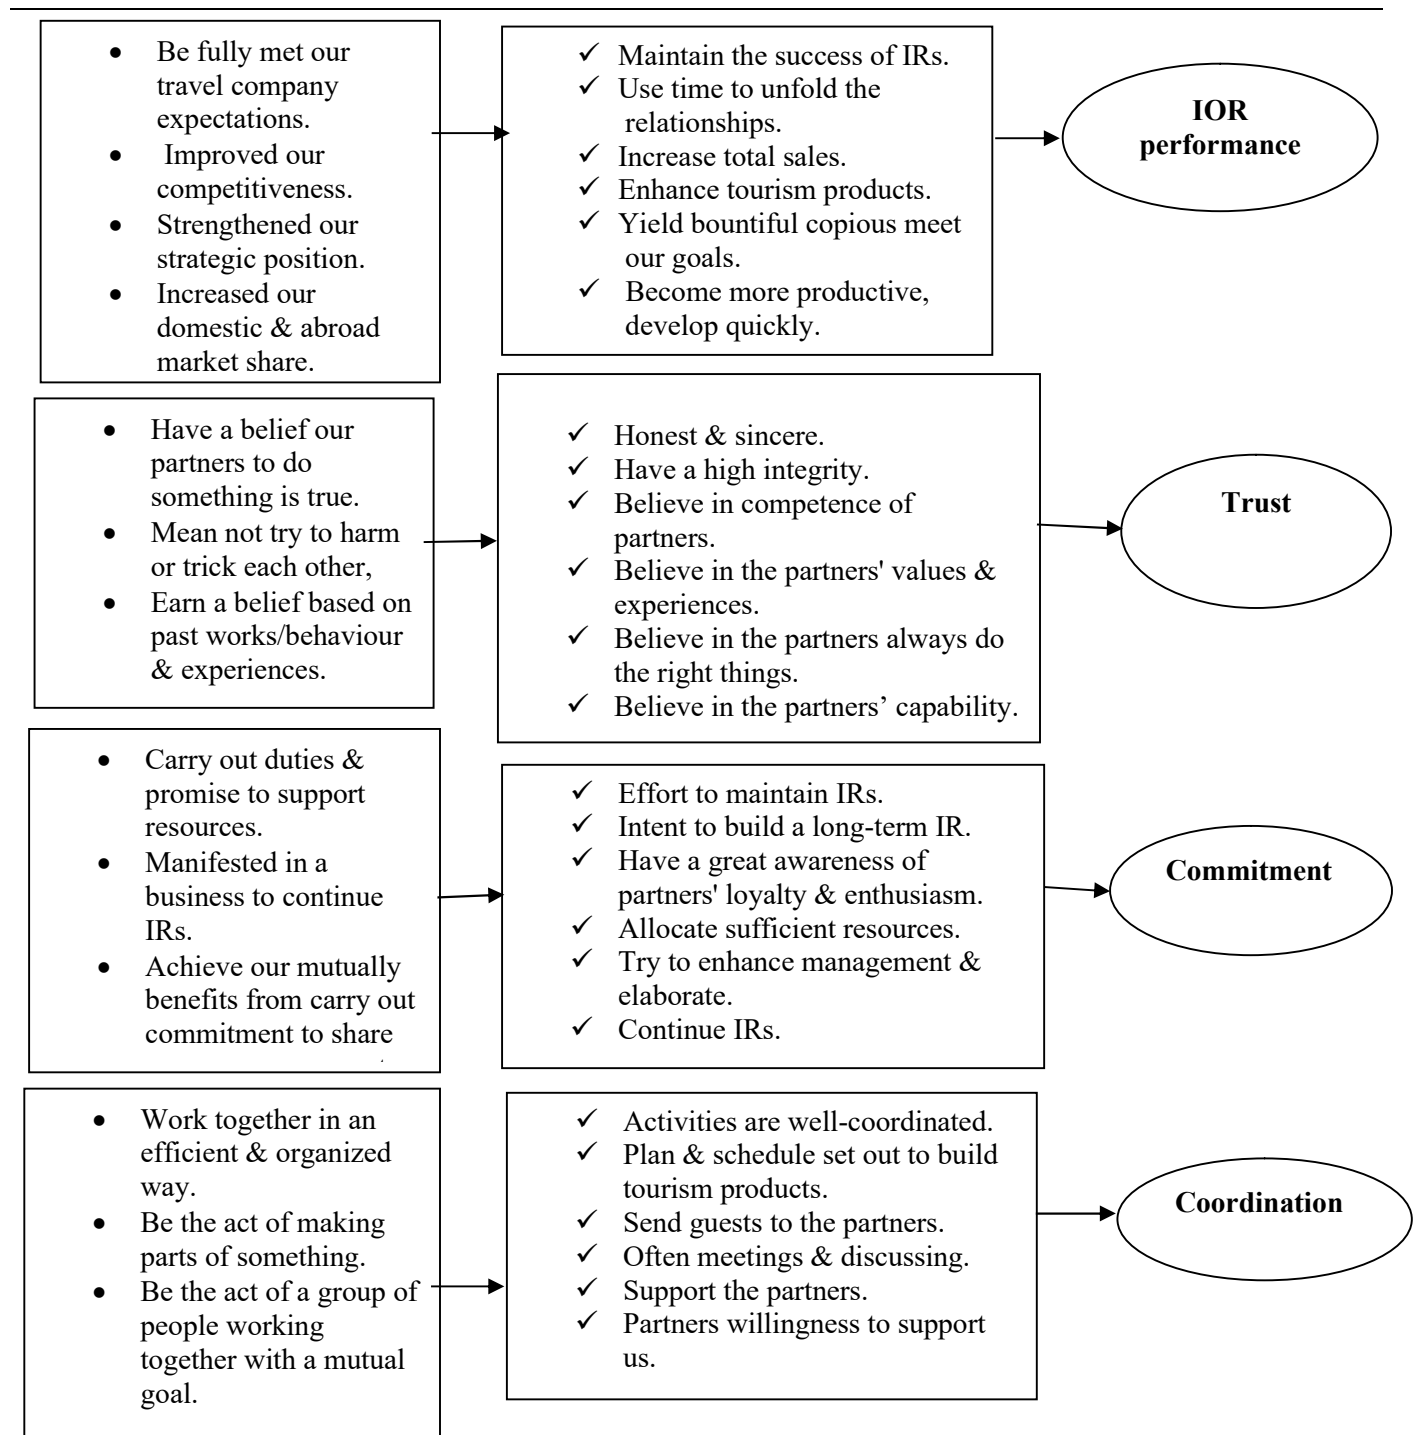 • Be fully met our
travel company
expectations.
• Improved our
competitiveness.
• Strengthened our
strategic position.
• Increased our
domestic & abroad
market share.
✓ Maintain the success of IRs.
✓ Use time to unfold the
relationships.
✓ Increase total sales.
✓ Enhance tourism products.
✓ Yield bountiful copious meet
our goals.
✓ Become more productive,
develop quickly.
IOR
performance
• Have a belief our
partners to do
something is true.
• Mean not try to harm
or trick each other,
• Earn a belief based on
past works/behaviour
& experiences.
✓ Honest & sincere.
✓ Have a high integrity.
✓ Believe in competence of
partners.
✓ Believe in the partners' values &
experiences.
✓ Believe in the partners always do
the right things.
✓ Believe in the partners’ capability.
Trust
• Carry out duties &
promise to support
resources.
• Manifested in a
business to continue
IRs.
• Achieve our mutually
benefits from carry out
commitment to share
✓ Effort to maintain IRs.
✓ Intent to build a long-term IR.
✓ Have a great awareness of
partners' loyalty & enthusiasm.
✓ Allocate sufficient resources.
✓ Try to enhance management &
elaborate.
✓ Continue IRs.
Commitment
• Work together in an
efficient & organized
way.
• Be the act of making
parts of something.
• Be the act of a group of
people working
together with a mutual
goal.
✓ Activities are well-coordinated.
✓ Plan & schedule set out to build
tourism products.
✓ Send guests to the partners.
✓ Often meetings & discussing.
✓ Support the partners.
✓ Partners willingness to support
us.
Coordination